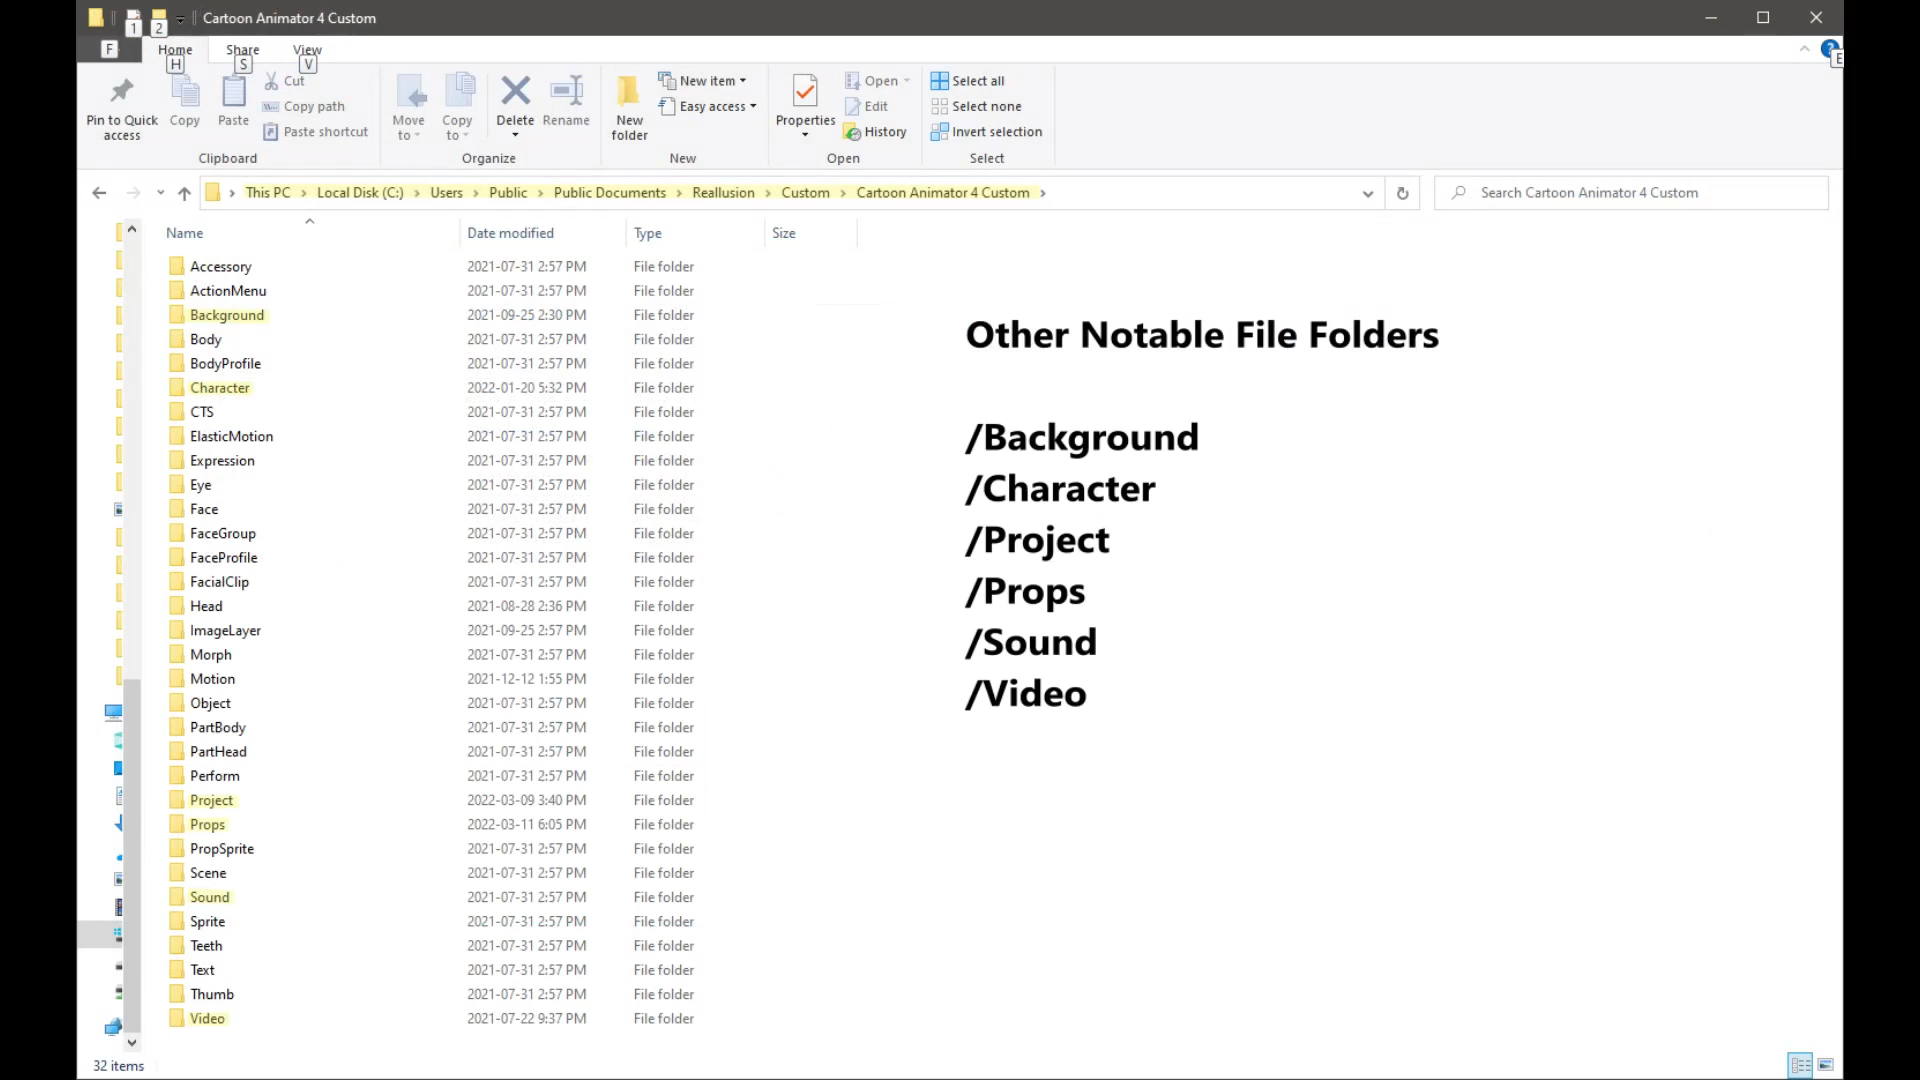 1 2 Cartoon Animator 4 Custom
F Home Share View
H S V E
?
Pin to Quick access
Copy
Paste
Cut
Copy path
Paste shortcut
Clipboard
Move to
Copy to
Delete
Rename
Organize
New folder
New item
Easy access
New
Properties
Open
Edit
History
Open
Select all
Select none
Invert selection
Select
This PC > Local Disk (C:) > Users > Public > Public Documents > Reallusion > Custom > Cartoon Animator 4 Custom >
Search Cartoon Animator 4 Custom
Name Date modified Type Size
Accessory 2021-07-31 2:57 PM File folder
ActionMenu 2021-07-31 2:57 PM File folder
Background 2021-09-25 2:30 PM File folder
Body 2021-07-31 2:57 PM File folder
BodyProfile 2021-07-31 2:57 PM File folder
Character 2022-01-20 5:32 PM File folder
CTS 2021-07-31 2:57 PM File folder
ElasticMotion 2021-07-31 2:57 PM File folder
Expression 2021-07-31 2:57 PM File folder
Eye 2021-07-31 2:57 PM File folder
Face 2021-07-31 2:57 PM File folder
FaceGroup 2021-07-31 2:57 PM File folder
FaceProfile 2021-07-31 2:57 PM File folder
FacialClip 2021-07-31 2:57 PM File folder
Head 2021-08-28 2:36 PM File folder
ImageLayer 2021-09-25 2:57 PM File folder
Morph 2021-07-31 2:57 PM File folder
Motion 2021-12-12 1:55 PM File folder
Object 2021-07-31 2:57 PM File folder
PartBody 2021-07-31 2:57 PM File folder
PartHead 2021-07-31 2:57 PM File folder
Perform 2021-07-31 2:57 PM File folder
Project 2022-03-09 3:40 PM File folder
Props 2022-03-11 6:05 PM File folder
PropSprite 2021-07-31 2:57 PM File folder
Scene 2021-07-31 2:57 PM File folder
Sound 2021-07-31 2:57 PM File folder
Sprite 2021-07-31 2:57 PM File folder
Teeth 2021-07-31 2:57 PM File folder
Text 2021-07-31 2:57 PM File folder
Thumb 2021-07-31 2:57 PM File folder
Video 2021-07-22 9:37 PM File folder
Other Notable File Folders
/Background
/Character
/Project
/Props
/Sound
/Video
32 items